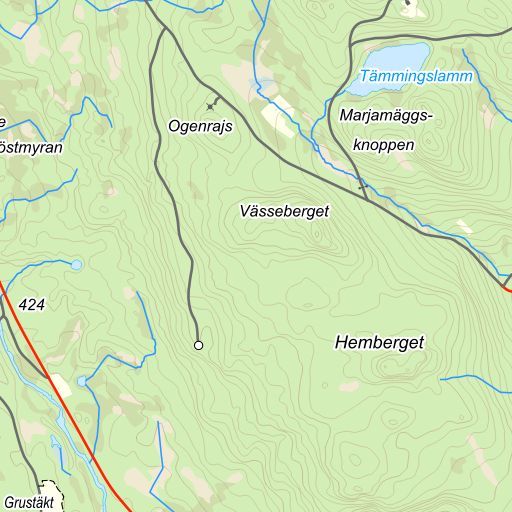 Tämmingslamm
Marjamäggs-
knoppen
Ogenrajs
östmyran
Vässeberget
424
Hemberget
Grustäkt